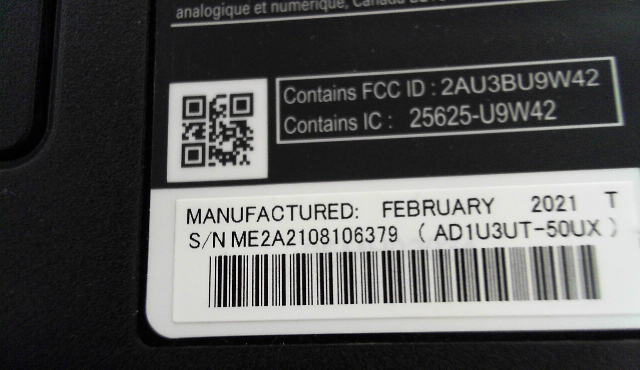 analogique et numérique, Canada
Contains FCC ID : 2AU3BU9W42
Contains IC : 25625-U9W42
MANUFACTURED: FEBRUARY 2021 T
S/N ME2A2108106379 ( AD1U3UT-50UX )